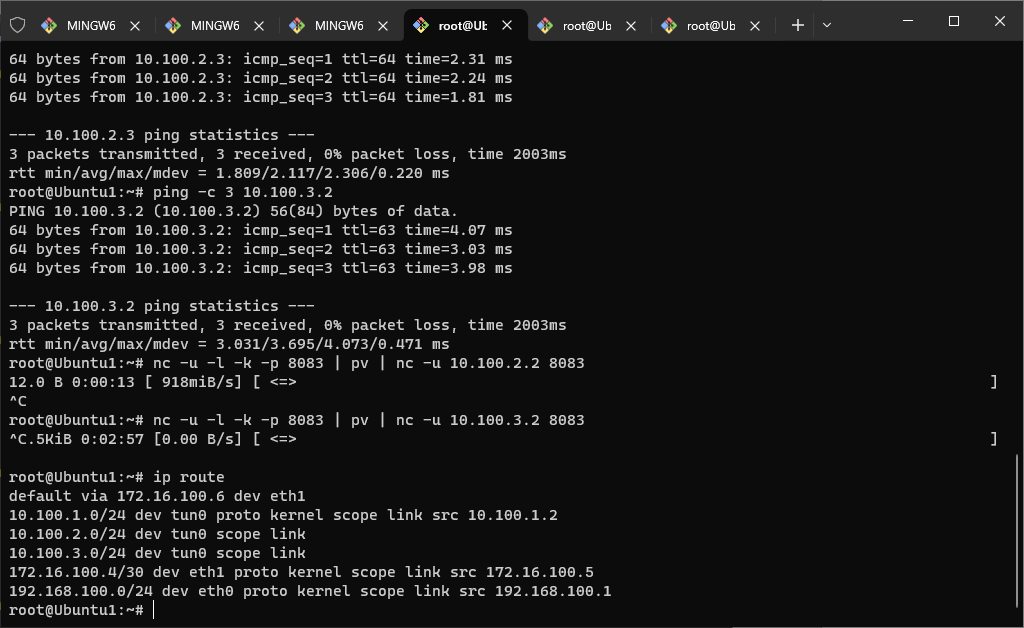 MINGW6 MINGW6 MINGW6 root@Ub root@Ub root@Ub
64 bytes from 10.100.2.3: icmp_seq=1 ttl=64 time=2.31 ms
64 bytes from 10.100.2.3: icmp_seq=2 ttl=64 time=2.24 ms
64 bytes from 10.100.2.3: icmp_seq=3 ttl=64 time=1.81 ms
--- 10.100.2.3 ping statistics ---
3 packets transmitted, 3 received, 0% packet loss, time 2003ms
rtt min/avg/max/mdev = 1.809/2.117/2.306/0.220 ms
root@Ubuntu1:~# ping -c 3 10.100.3.2
PING 10.100.3.2 (10.100.3.2) 56(84) bytes of data.
64 bytes from 10.100.3.2: icmp_seq=1 ttl=63 time=4.07 ms
64 bytes from 10.100.3.2: icmp_seq=2 ttl=63 time=3.03 ms
64 bytes from 10.100.3.2: icmp_seq=3 ttl=63 time=3.98 ms
--- 10.100.3.2 ping statistics ---
3 packets transmitted, 3 received, 0% packet loss, time 2003ms
rtt min/avg/max/mdev = 3.031/3.695/4.073/0.471 ms
root@Ubuntu1:~# nc -u -l -k -p 8083 | pv | nc -u 10.100.2.2 8083
12.0 B 0:00:13 [ 918miB/s] [ <=> ]
^C
root@Ubuntu1:~# nc -u -l -k -p 8083 | pv | nc -u 10.100.3.2 8083
^C.5KiB 0:02:57 [0.00 B/s] [ <=> ]
root@Ubuntu1:~# ip route
default via 172.16.100.6 dev eth1
10.100.1.0/24 dev tun0 proto kernel scope link src 10.100.1.2
10.100.2.0/24 dev tun0 scope link
10.100.3.0/24 dev tun0 scope link
172.16.100.4/30 dev eth1 proto kernel scope link src 172.16.100.5
192.168.100.0/24 dev eth0 proto kernel scope link src 192.168.100.1
root@Ubuntu1:~#